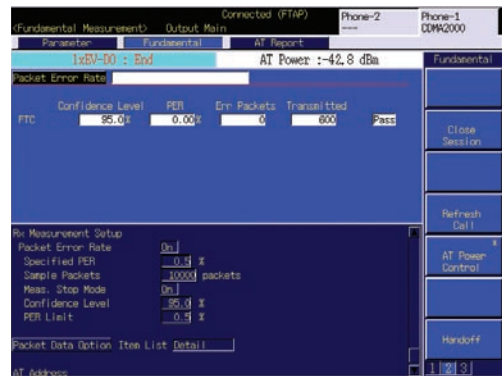 Connected (FTAP)
Phone-2
Phone-1
<Fundamental Measurement> Output Main
CDMA2000
Parameter Fundamental AT Report
1xEV-DO : End AT Power :-42.8 dBm
Fundamental
Packet Error Rate
Confidence Level PER Err Packets Transmitted
FTC 95.0% 0.00% 0 600 Pass
Close
Session
Refresh
Call
Rx Measurement Setup
Packet Error Rate On
Specified PER 0.5 %
Sample Packets 10000 packets
Meas. Stop Mode On
Confidence Level 95.0 %
PER Limit 0.5 %
*
AT Power
Control
Packet Data Option Item List Detail
Handoff
AT Address
1 2 3